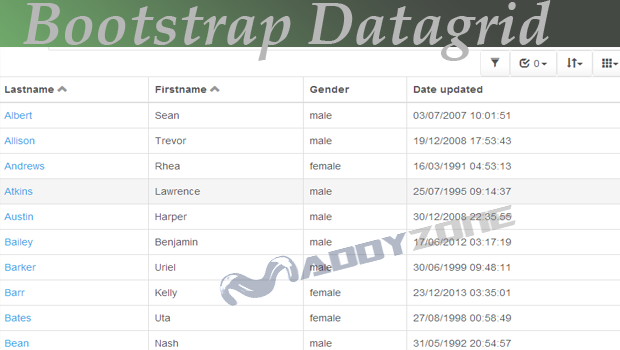 Bootstrap Datagrid
0
Lastname Firstname Gender Date updated
Albert Sean male 03/07/2007 10:01:51
Allison Trevor male 19/12/2008 17:53:43
Andrews Rhea female 16/03/1991 04:53:13
Atkins Lawrence male 25/07/1995 09:14:37
Austin Harper male 30/12/2008 22:35:55
Bailey Benjamin male 17/06/2012 03:17:19
Barker Uriel male 30/06/1999 09:48:11
Barr Kelly female 23/12/2013 03:35:01
Bates Uta female 27/08/1998 00:58:49
Bean Nash male 31/05/1992 20:54:57
ADDYZONE